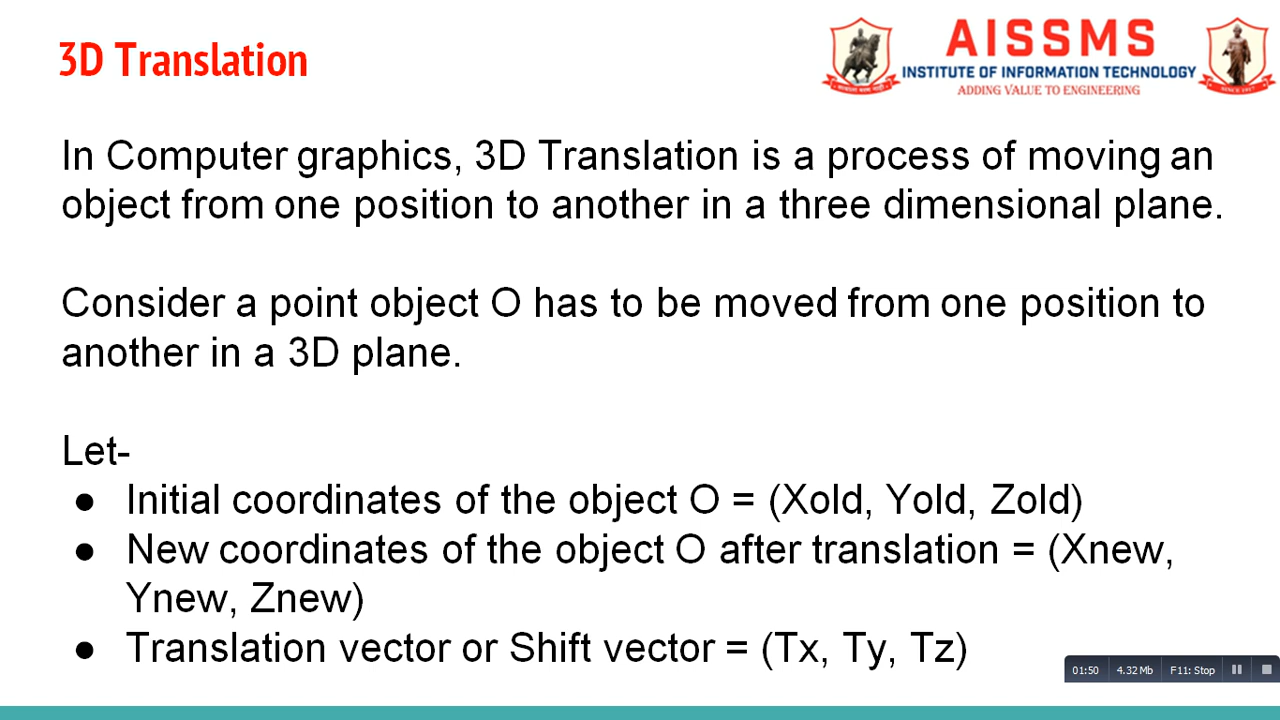 3D Translation
AISSMS
INSTITUTE OF INFORMATION TECHNOLOGY
ADDING VALUE TO ENGINEERING
SINCE 1917
In Computer graphics, 3D Translation is a process of moving an
object from one position to another in a three dimensional plane.
Consider a point object O has to be moved from one position to
another in a 3D plane.
Let-
● Initial coordinates of the object O = (Xold, Yold, Zold)
● New coordinates of the object O after translation = (Xnew,
Ynew, Znew)
● Translation vector or Shift vector = (Tx, Ty, Tz)
01:50 4.32 Mb F11: Stop